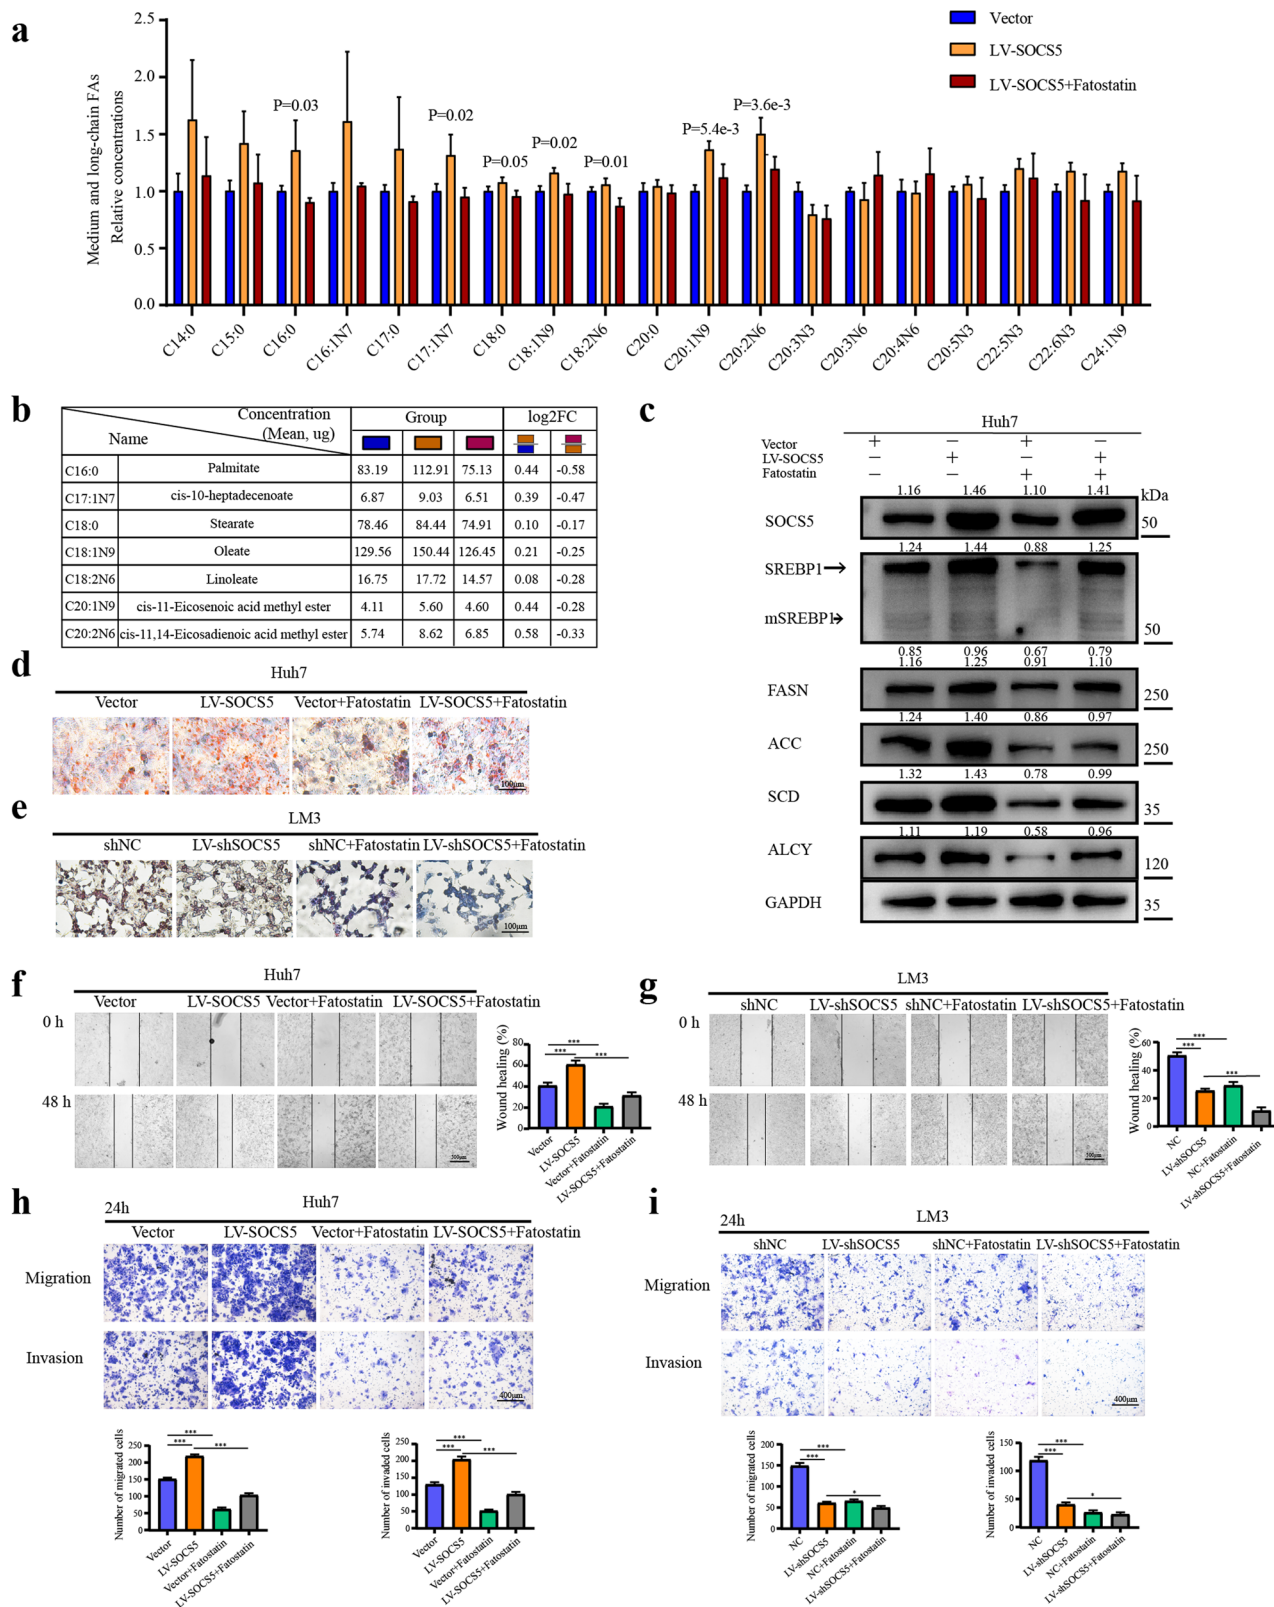 a
2.5
2.0
1.5
1.0
0.5
0.0
Medium and long-chain FAs
Relative concentrations
Vector
LV-SOCS5
LV-SOCS5+Fatostatin
P=0.03
P=0.02
P=0.05
P=0.02
P=0.01
P=5.4e-3
P=3.6e-3
C14:0
C15:0
C16:0
C16:1N7
C17:0
C17:1N7
C18:0
C18:1N9
C18:2N6
C20:0
C20:1N9
C20:2N6
C20:3N3
C20:3N6
C20:4N6
C20:5N3
C22:5N3
C22:6N3
C24:1N9
b
Concentration
(Mean, ug)
Name
Group
log2FC
C16:0 Palmitate 83.19 112.91 75.13 0.44 -0.58
C17:1N7 cis-10-heptadecenoate 6.87 9.03 6.51 0.39 -0.47
C18:0 Stearate 78.46 84.44 74.91 0.10 -0.17
C18:1N9 Oleate 129.56 150.44 126.45 0.21 -0.25
C18:2N6 Linoleate 16.75 17.72 14.57 0.08 -0.28
C20:1N9 cis-11-Eicosenoic acid methyl ester 4.11 5.60 4.60 0.44 -0.28
C20:2N6 cis-11,14-Eicosadienoic acid methyl ester 5.74 8.62 6.85 0.58 -0.33
c
Huh7
Vector + − + −
LV-SOCS5 − + − +
Fatostatin − − + +
1.16 1.46 1.10 1.41
kDa
SOCS5
50
1.24 1.44 0.88 1.25
SREBP1
mSREBP1
50
0.85 0.96 0.67 0.79
1.16 1.25 0.91 1.10
FASN
250
1.24 1.40 0.86 0.97
ACC
250
1.32 1.43 0.78 0.99
SCD
35
1.11 1.19 0.58 0.96
ALCY
120
GAPDH
35
d
Huh7
Vector LV-SOCS5 Vector+Fatostatin LV-SOCS5+Fatostatin
100μm
e
LM3
shNC LV-shSOCS5 shNC+Fatostatin LV-shSOCS5+Fatostatin
100μm
f
Huh7
Vector LV-SOCS5 Vector+Fatostatin LV-SOCS5+Fatostatin
0 h
48 h
500μm
Wound healing (%)
80
60
40
20
0
***
*** ***
Vector
LV-SOCS5
Vector+Fatostatin
LV-SOCS5+Fatostatin
g
LM3
shNC LV-shSOCS5 shNC+Fatostatin LV-shSOCS5+Fatostatin
0 h
48 h
500μm
Wound healing (%)
60
40
20
0
***
***
***
NC
LV-shSOCS5
NC+Fatostatin
LV-shSOCS5+Fatostatin
h
24h
Huh7
Vector LV-SOCS5 Vector+Fatostatin LV-SOCS5+Fatostatin
Migration
Invasion
400μm
Number of migrated cells
250
200
150
100
50
0
***
*** ***
Vector
LV-SOCS5
Vector+Fatostatin
LV-SOCS5+Fatostatin
Number of invaded cells
250
200
150
100
50
0
***
*** ***
Vector
LV-SOCS5
Vector+Fatostatin
LV-SOCS5+Fatostatin
i
24h
LM3
shNC LV-shSOCS5 shNC+Fatostatin LV-shSOCS5+Fatostatin
Migration
Invasion
400μm
Number of migrated cells
200
150
100
50
0
***
***
*
NC
LV-shSOCS5
NC+Fatostatin
LV-shSOCS5+Fatostatin
Number of invaded cells
150
100
50
0
***
***
*
NC
LV-shSOCS5
NC+Fatostatin
LV-shSOCS5+Fatostatin